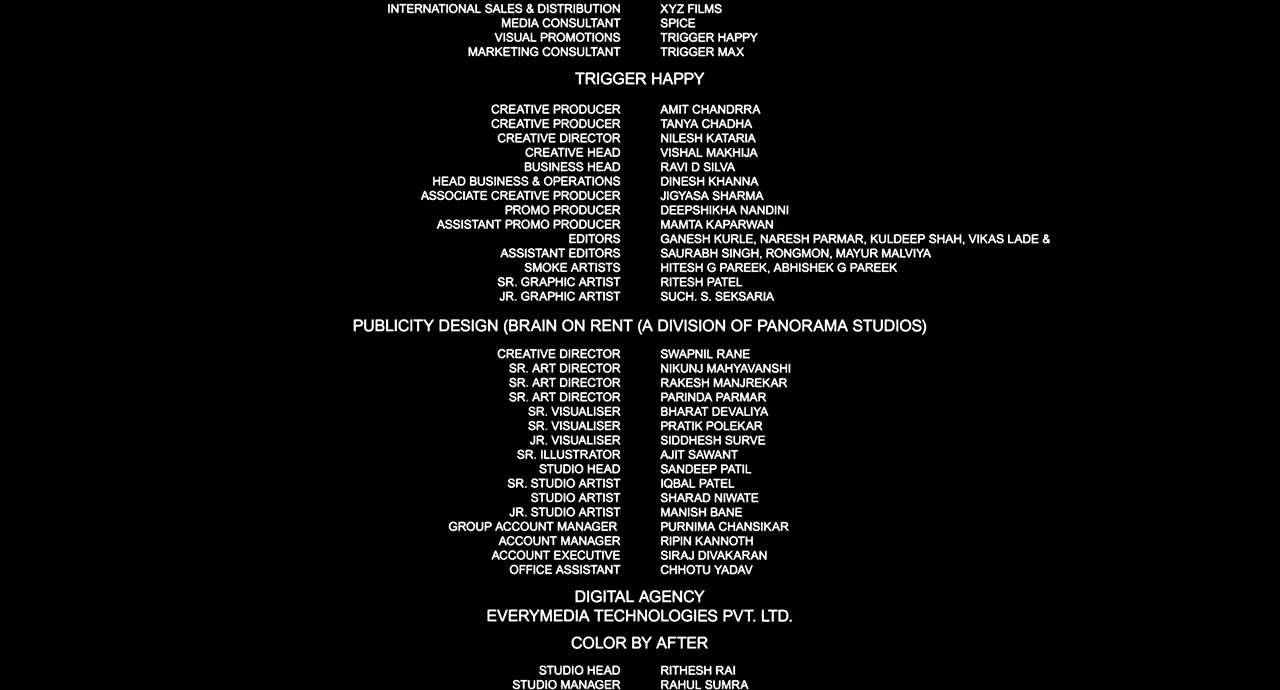 INTERNATIONAL SALES & DISTRIBUTION XYZ FILMS
MEDIA CONSULTANT SPICE
VISUAL PROMOTIONS TRIGGER HAPPY
MARKETING CONSULTANT TRIGGER MAX
TRIGGER HAPPY
CREATIVE PRODUCER AMIT CHANDRRA
CREATIVE PRODUCER TANYA CHADHA
CREATIVE DIRECTOR NILESH KATARIA
CREATIVE HEAD VISHAL MAKHIJA
BUSINESS HEAD RAVI D SILVA
HEAD BUSINESS & OPERATIONS DINESH KHANNA
ASSOCIATE CREATIVE PRODUCER JIGYASA SHARMA
PROMO PRODUCER DEEPSHIKHA NANDINI
ASSISTANT PROMO PRODUCER MAMTA KAPARWAN
EDITORS GANESH KURLE, NARESH PARMAR, KULDEEP SHAH, VIKAS LADE &
ASSISTANT EDITORS SAURABH SINGH, RONGMON, MAYUR MALVIYA
SMOKE ARTISTS HITESH G PAREEK, ABHISHEK G PAREEK
SR. GRAPHIC ARTIST RITESH PATEL
JR. GRAPHIC ARTIST SUCH. S. SEKSARIA
PUBLICITY DESIGN (BRAIN ON RENT (A DIVISION OF PANORAMA STUDIOS)
CREATIVE DIRECTOR SWAPNIL RANE
SR. ART DIRECTOR NIKUNJ MAHYAVANSHI
SR. ART DIRECTOR RAKESH MANJREKAR
SR. ART DIRECTOR PARINDA PARMAR
SR. VISUALISER BHARAT DEVALIYA
SR. VISUALISER PRATIK POLEKAR
JR. VISUALISER SIDDHESH SURVE
SR. ILLUSTRATOR AJIT SAWANT
STUDIO HEAD SANDEEP PATIL
SR. STUDIO ARTIST IQBAL PATEL
STUDIO ARTIST SHARAD NIWATE
JR. STUDIO ARTIST MANISH BANE
GROUP ACCOUNT MANAGER PURNIMA CHANSIKAR
ACCOUNT MANAGER RIPIN KANNOTH
ACCOUNT EXECUTIVE SIRAJ DIVAKARAN
OFFICE ASSISTANT CHHOTU YADAV
DIGITAL AGENCY
EVERYMEDIA TECHNOLOGIES PVT. LTD.
COLOR BY AFTER
STUDIO HEAD RITHESH RAI
STUDIO MANAGER RAHUL SUMRA